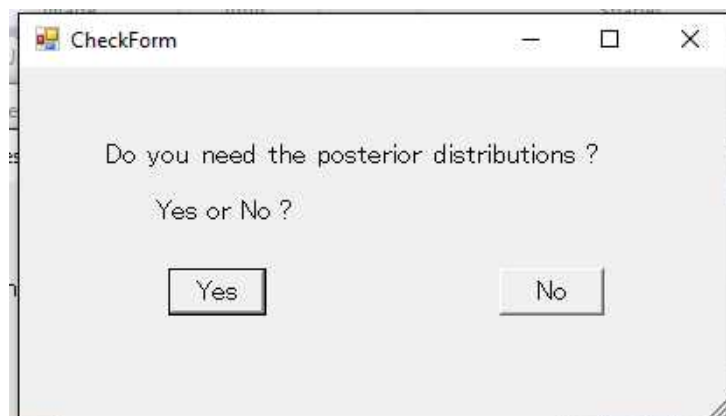 CheckForm
Do you need the posterior distributions ?
Yes or No ?
Yes
No